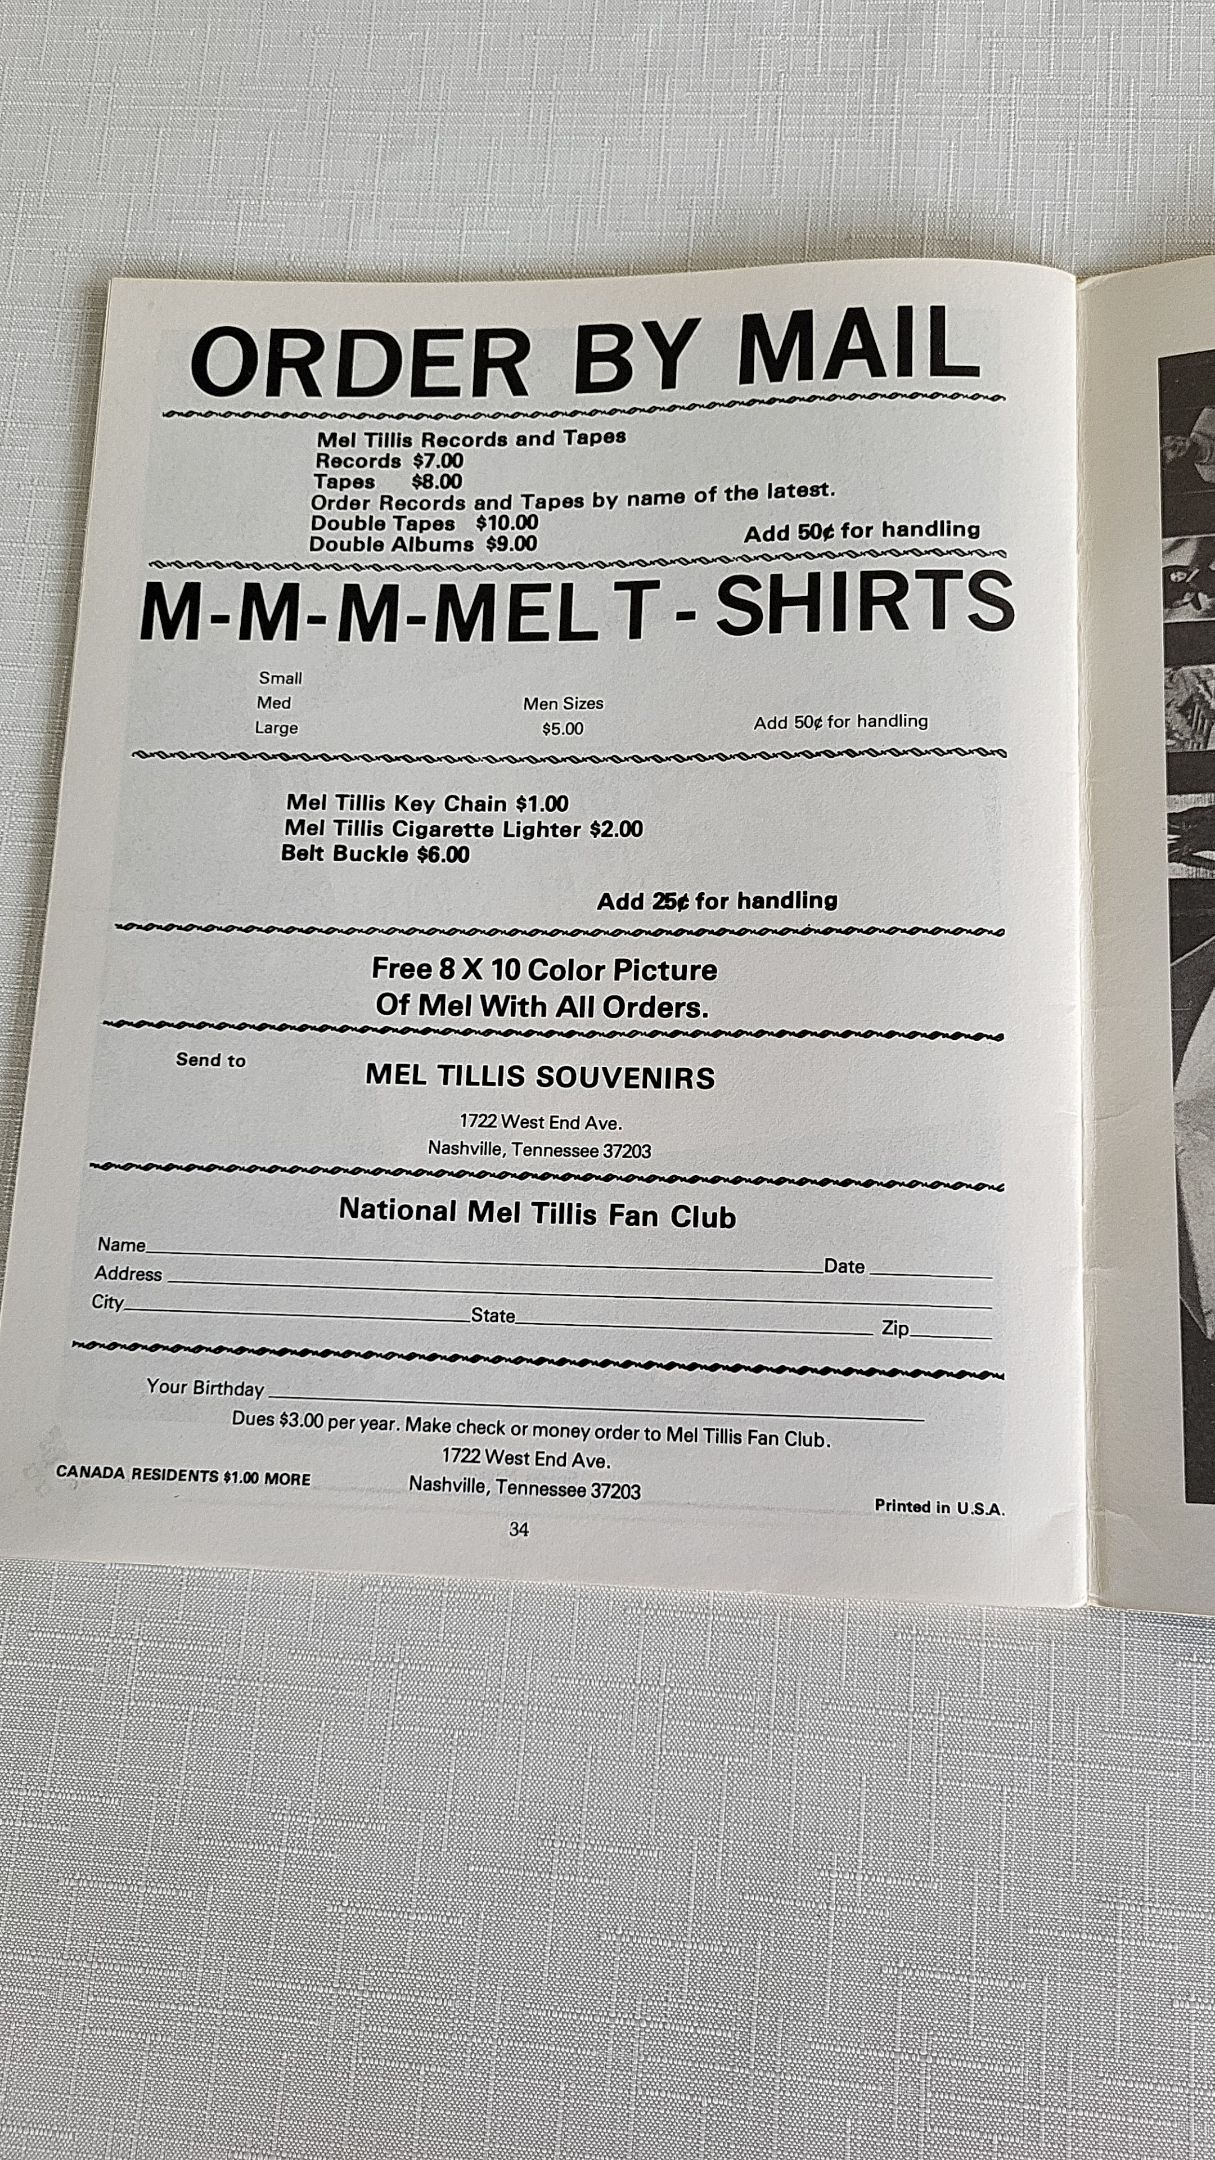 ORDER BY MAIL
Mel Tillis Records and Tapes
Records $7.00
Tapes $8.00
Order Records and Tapes by name of the latest.
Double Tapes $10.00
Double Albums $9.00
Add 50¢ for handling
M-M-M-MEL T-SHIRTS
Small
Med
Large
Men Sizes
$5.00
Add 50¢ for handling
Mel Tillis Key Chain $1.00
Mel Tillis Cigarette Lighter $2.00
Belt Buckle $6.00
Add 25¢ for handling
Free 8 X 10 Color Picture
Of Mel With All Orders.
Send to
MEL TILLIS SOUVENIRS
1722 West End Ave.
Nashville, Tennessee 37203
National Mel Tillis Fan Club
Name Date
Address
City State Zip
Your Birthday
Dues $3.00 per year. Make check or money order to Mel Tillis Fan Club.
1722 West End Ave.
Nashville, Tennessee 37203
CANADA RESIDENTS $1.00 MORE
Printed in U.S.A.
34